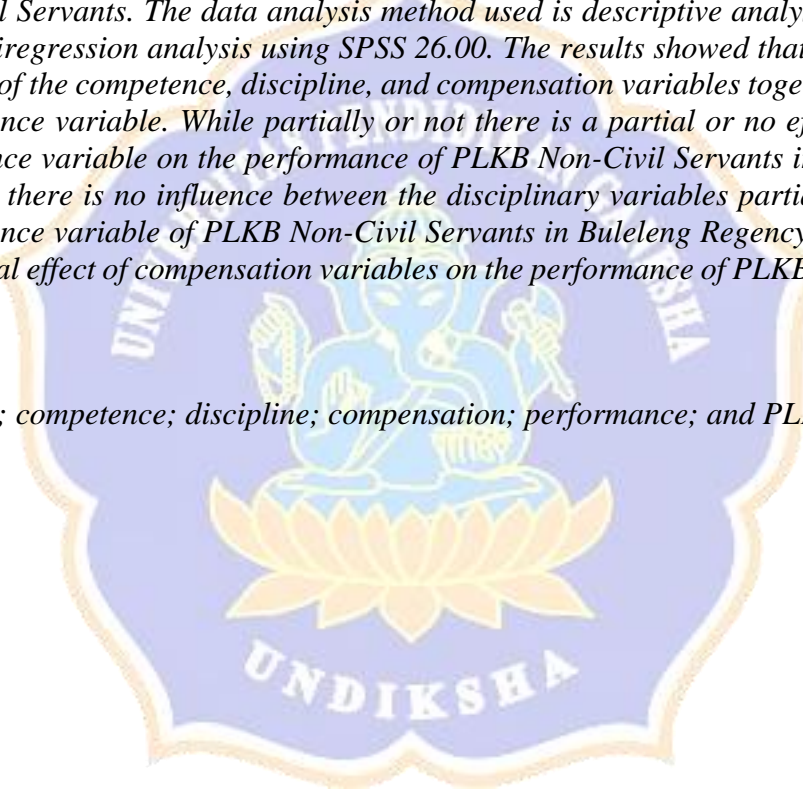 l Servants. The data analysis method used is descriptive analy
iregression analysis using SPSS 26.00. The results showed that
of the competence, discipline, and compensation variables toge
nce variable. While partially or not there is a partial or no ef
nce variable on the performance of PLKB Non-Civil Servants i
there is no influence between the disciplinary variables parti
nce variable of PLKB Non-Civil Servants in Buleleng Regency
al effect of compensation variables on the performance of PLKB
; competence; discipline; compensation; performance; and PL
UNIVERSITAS PENDIDIKAN GANESHA
UNDIKSHA